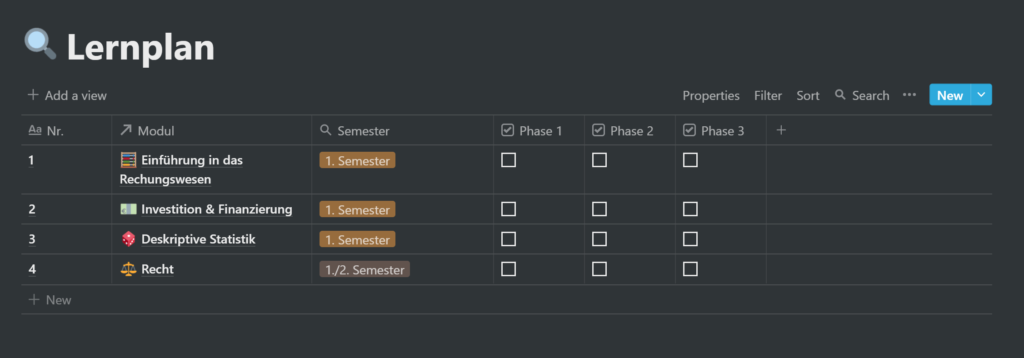 Lernplan
+ Add a view
Properties Filter Sort Search ... New
Aa Nr. Modul Semester Phase 1 Phase 2 Phase 3 +
1 Einführung in das 1. Semester
Rechungswesen
2 Investition & Finanzierung 1. Semester
3 Deskriptive Statistik 1. Semester
4 Recht 1./2. Semester
+ New